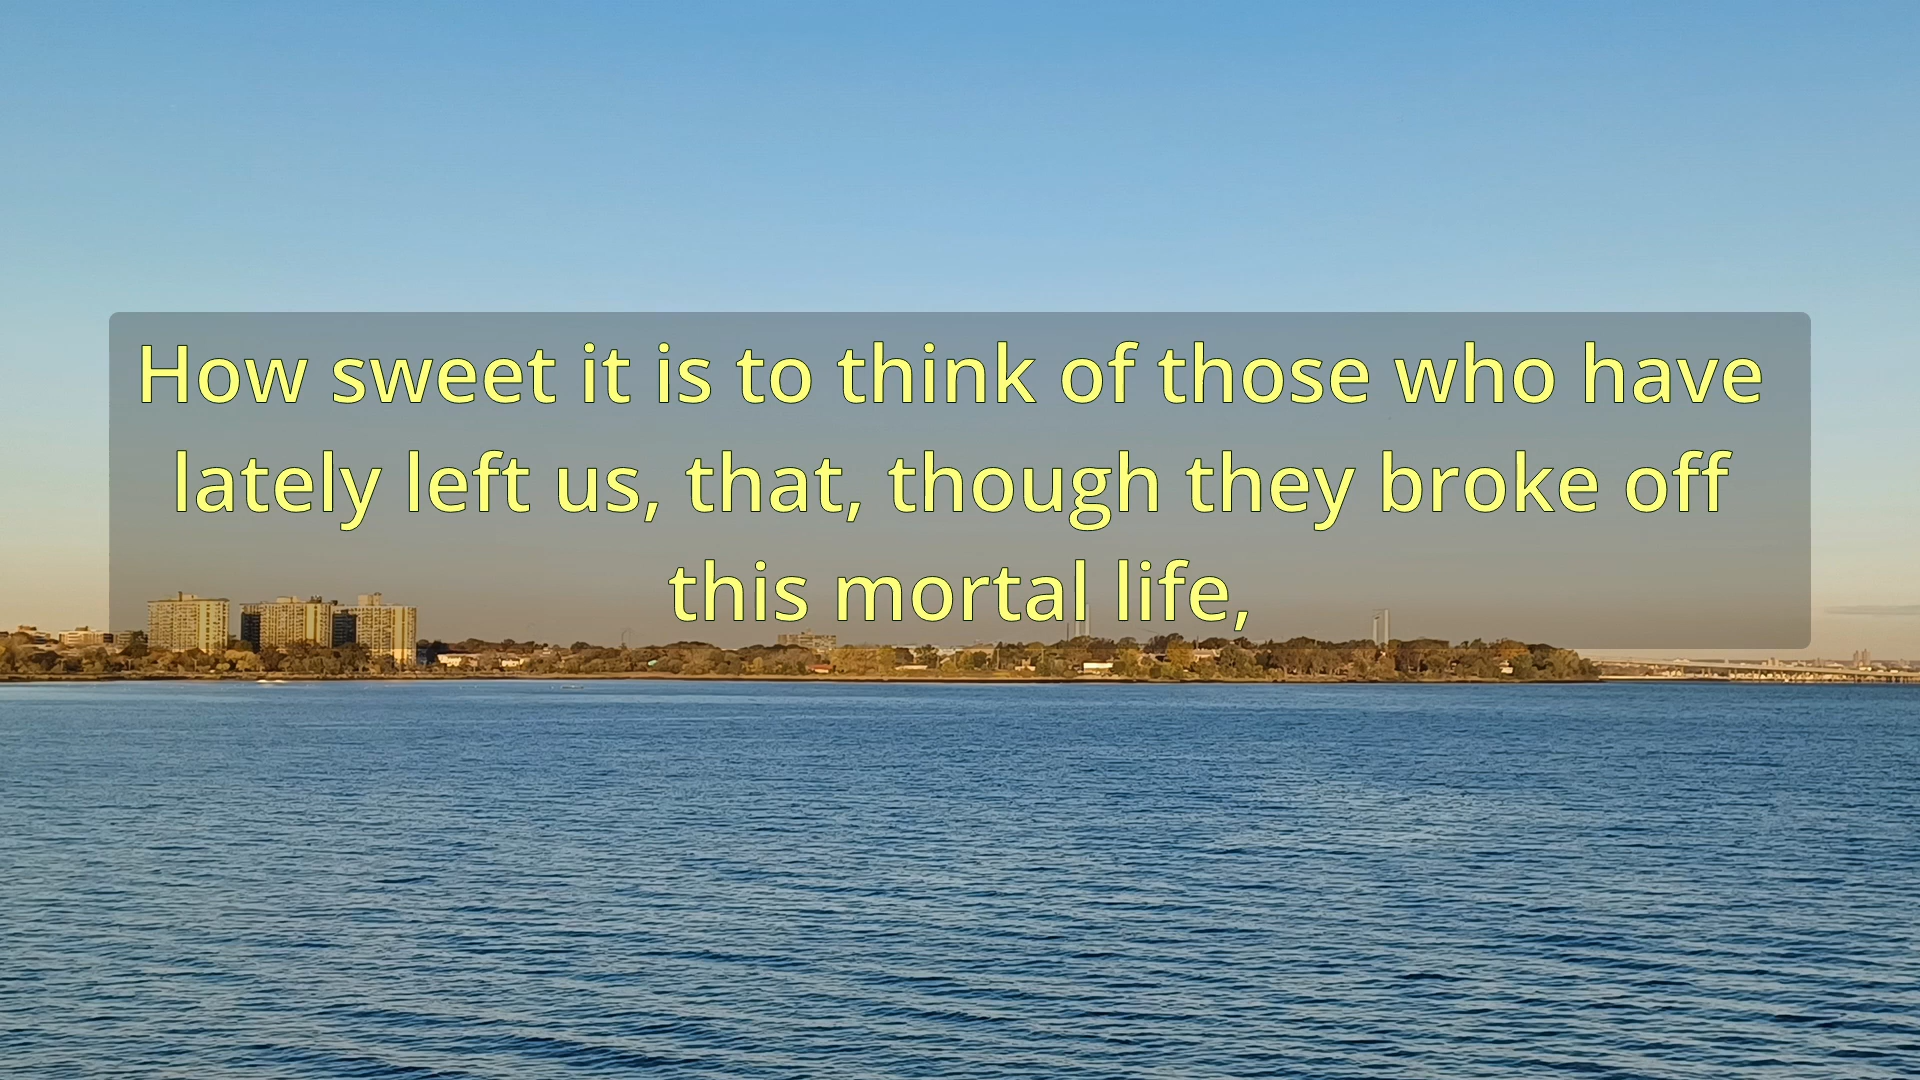 How sweet it is to think of those who have
lately left us, that, though they broke off
this mortal life,